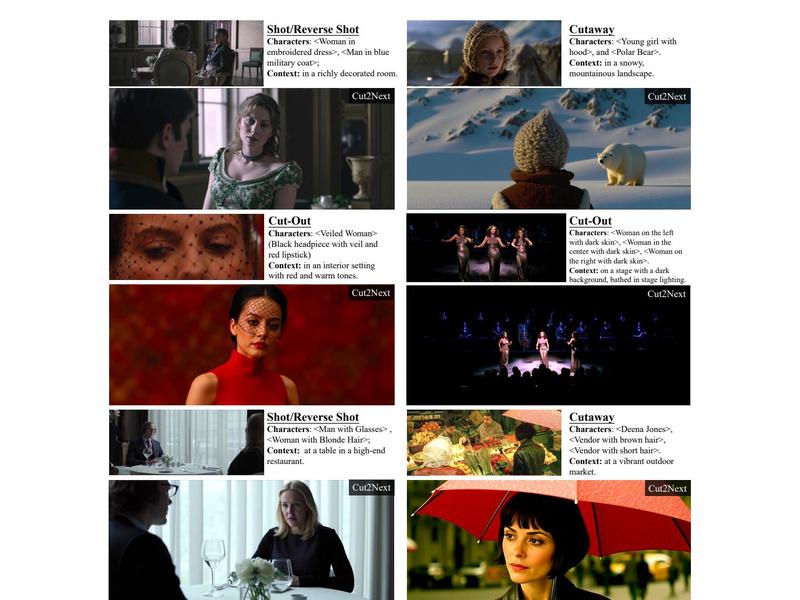 Shot/Reverse Shot
Characters: <Woman in
embroidered dress>, <Man in blue
military coat>;
Context: in a richly decorated room.
Cut2Next
Cutaway
Characters: <Young girl with
hood>, and <Polar Bear>.
Context: in a snowy,
mountainous landscape.
Cut2Next
Cut-Out
Characters: <Veiled Woman>
(Black headpiece with veil and
red lipstick)
Context: in an interior setting
with red and warm tones.
Cut2Next
Cut-Out
Characters: <Woman on the left
with dark skin>, <Woman in the
center with dark skin>, <Woman on
the right with dark skin>.
Context: on a stage with a dark
background, bathed in stage lighting.
Cut2Next
Shot/Reverse Shot
Characters: <Man with Glasses> ,
<Woman with Blonde Hair>;
Context: at a table in a high-end
restaurant.
Cut2Next
Cutaway
Characters: <Deena Jones>,
<Vendor with brown hair>,
<Vendor with short hair>.
Context: at a vibrant outdoor
market.
Cut2Next